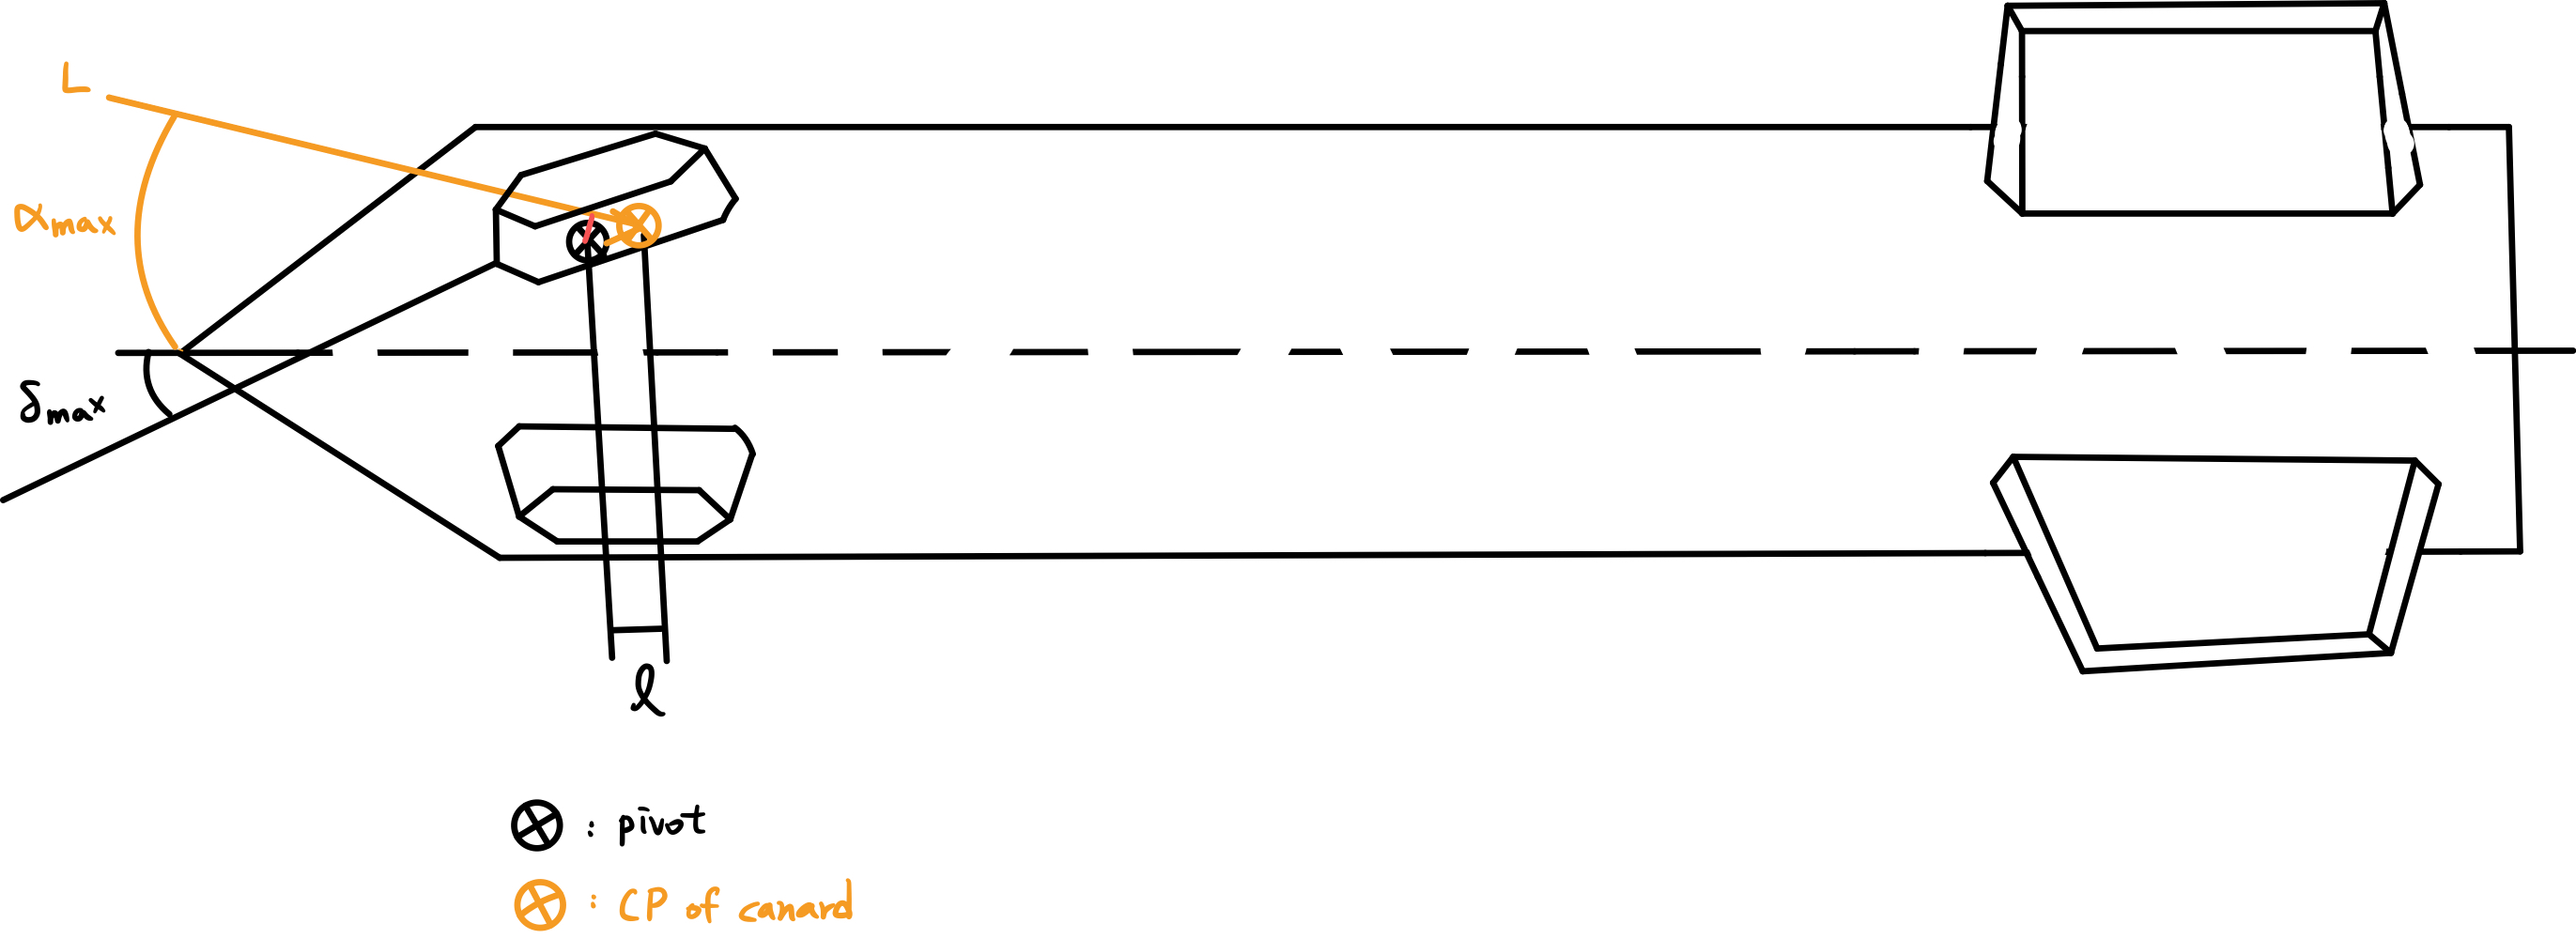 L
αmax
δmax
ℓ
⊗ : pivot
⊗ : CP of canard